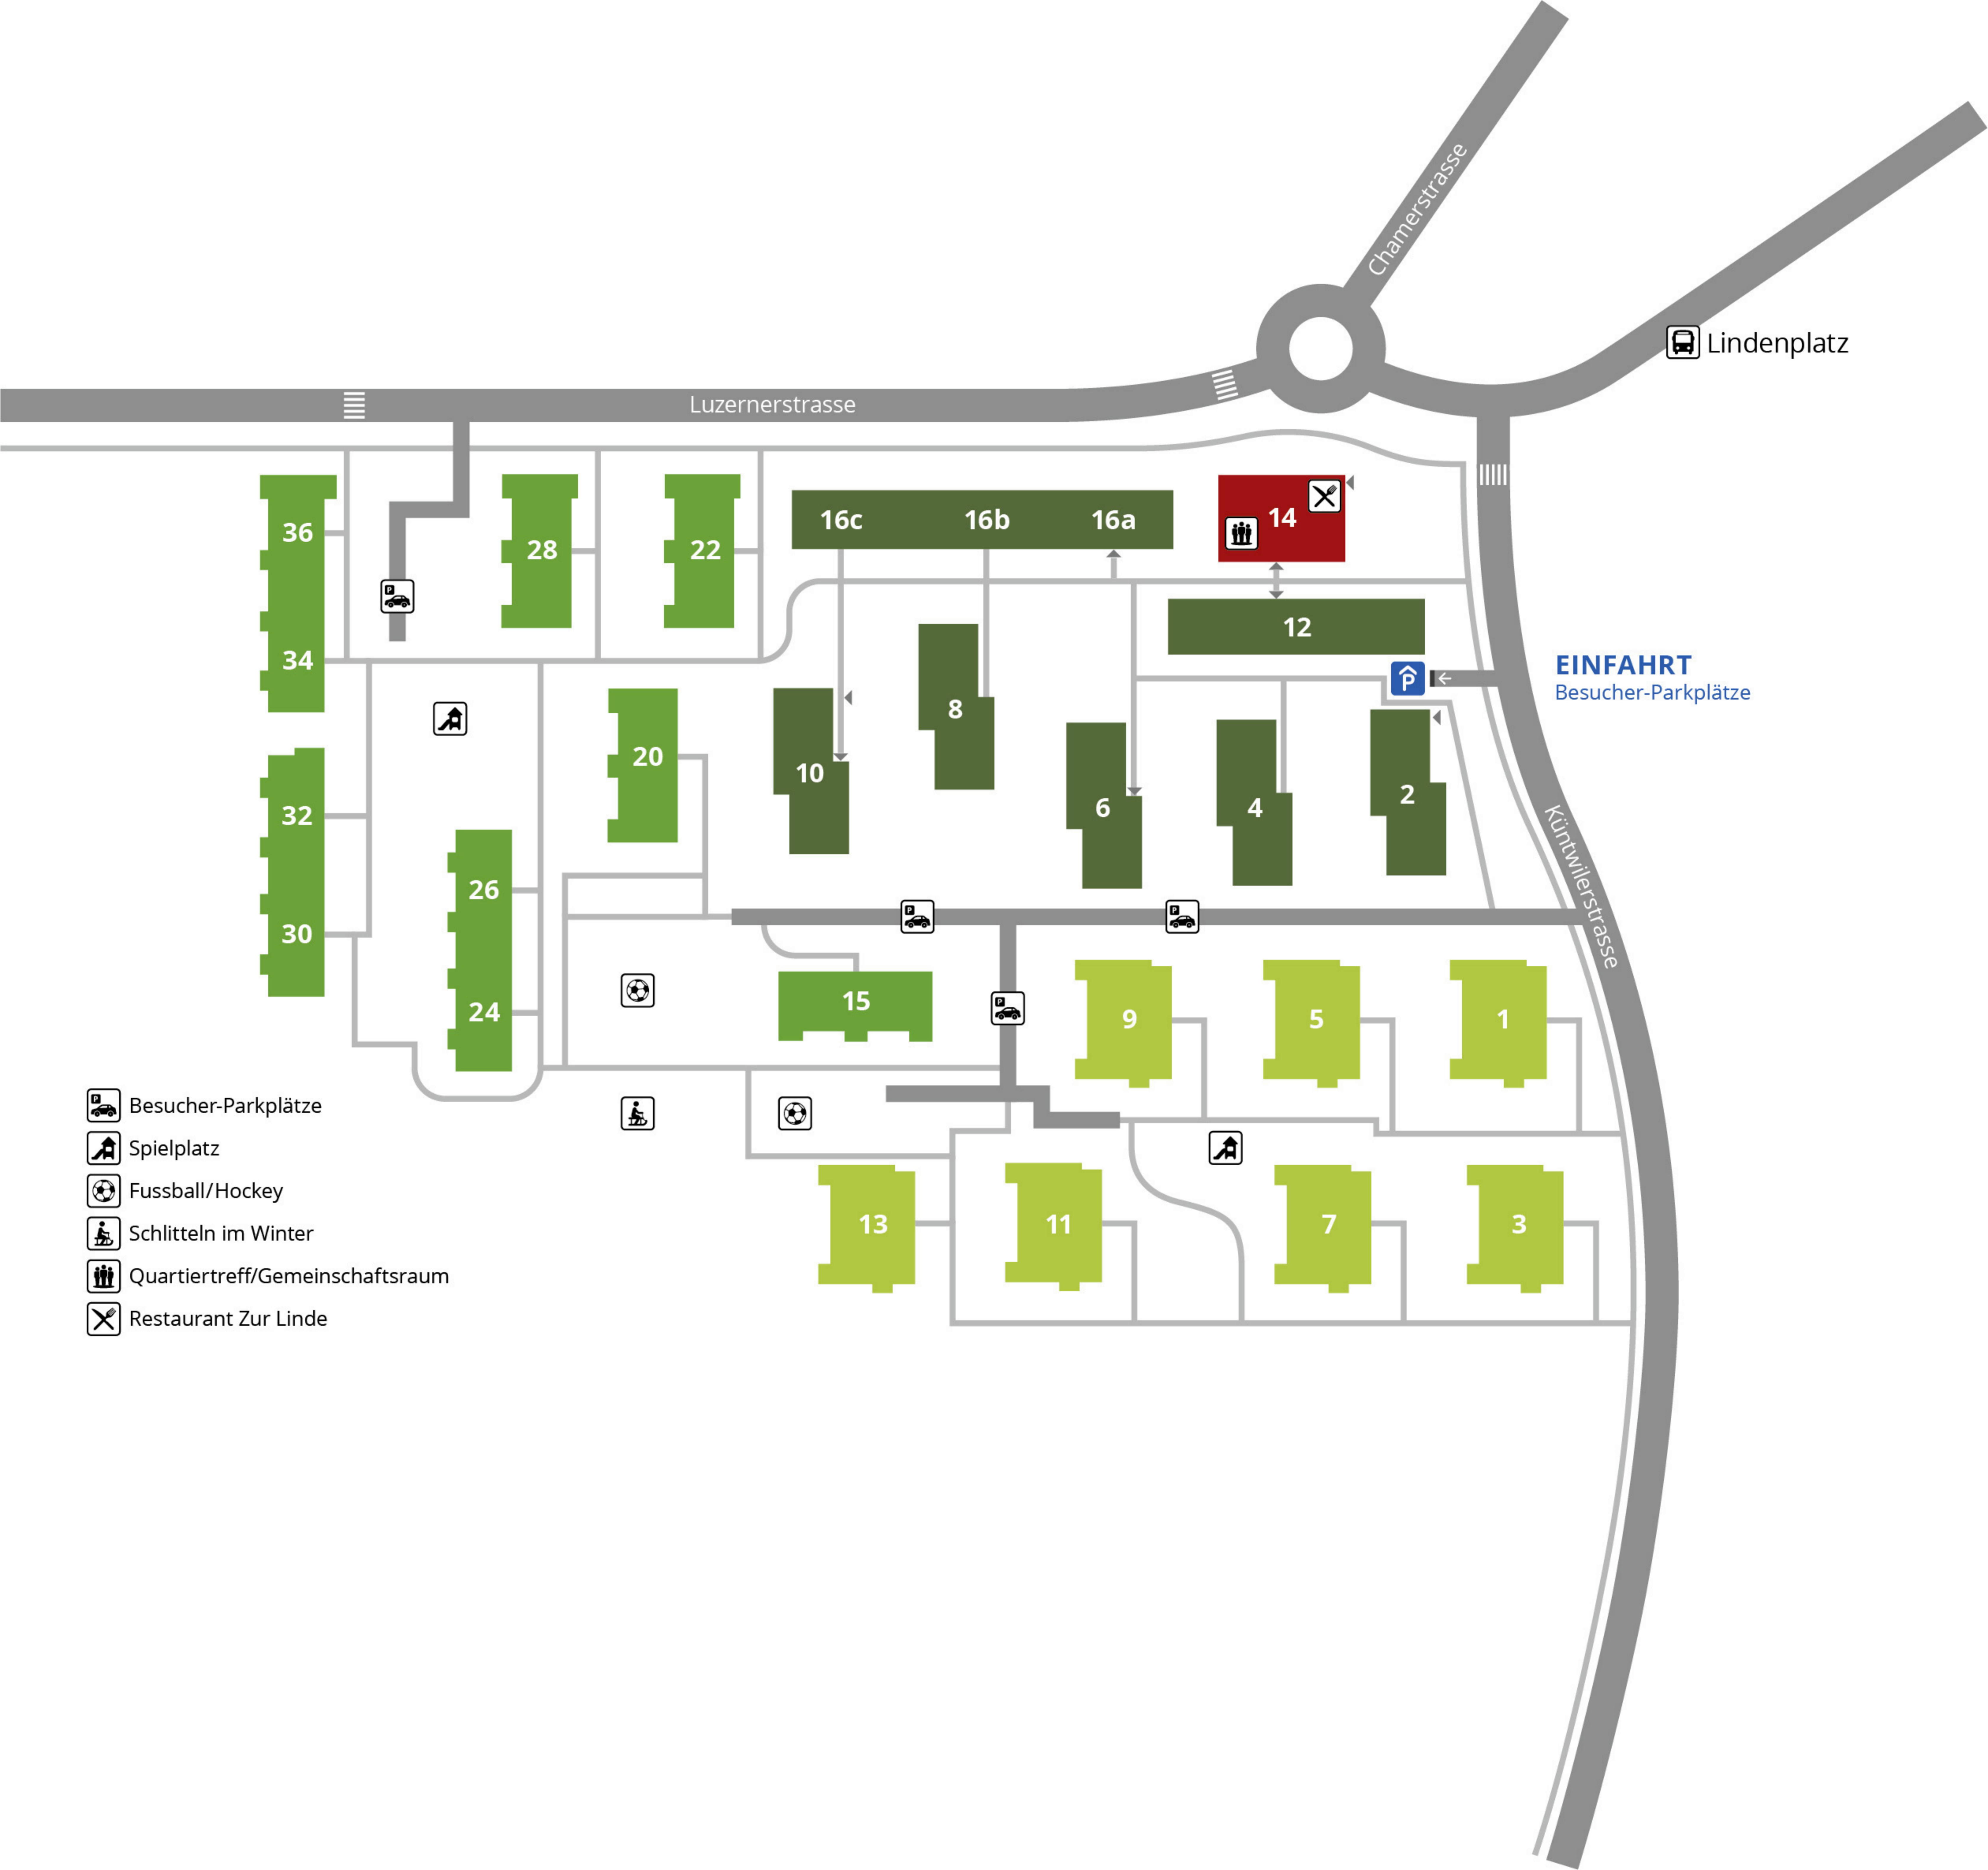 Chamerstrasse
Lindenplatz
Luzernerstrasse
16c 16b 16a
14
36
28
22
12
34
EINFAHRT
Besucher-Parkplätze
8
20
10
6
4
2
32
26
Küntwilerstrasse
30
24
15
9
5
1
13
11
7
3
P
P
P
P
P
P Besucher-Parkplätze
Spielplatz
Fussball/Hockey
Schlitteln im Winter
Quartiertreff/Gemeinschaftsraum
Restaurant Zur Linde